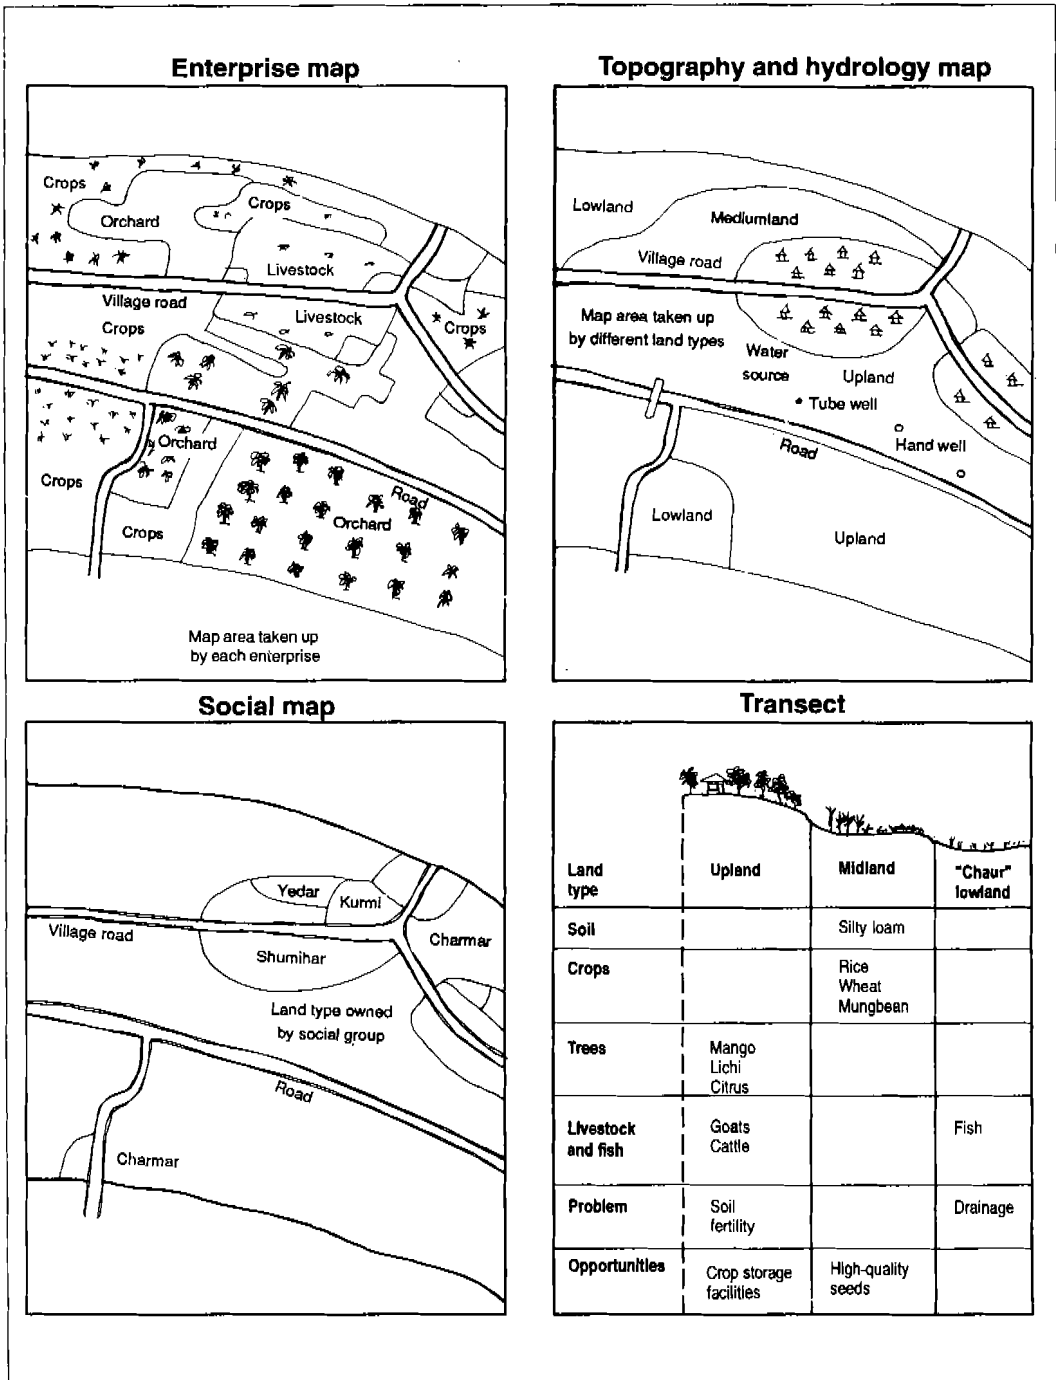 Enterprise map
Crops
Crops
Orchard
Livestock
Village road
Livestock
Crops
Crops
Orchard
Crops
Road
Orchard
Crops
Map area taken up
by each enterprise
Topography and hydrology map
Lowland
Mediumland
Village road
Map area taken up
by different land types
Water
source
Upland
Tube well
Hand well
Road
Lowland
Upland
Social map
Yedar
Kurmi
Village road
Charmar
Shumihar
Land type owned
by social group
Road
Charmar
Transect
Land
type
Upland
Midland
"Chaur"
lowland
Soil
Silty loam
Crops
Rice
Wheat
Mungbean
Trees
Mango
Lichi
Citrus
Livestock
and fish
Goats
Cattle
Fish
Problem
Soil
fertility
Drainage
Opportunities
Crop storage
facilities
High-quality
seeds